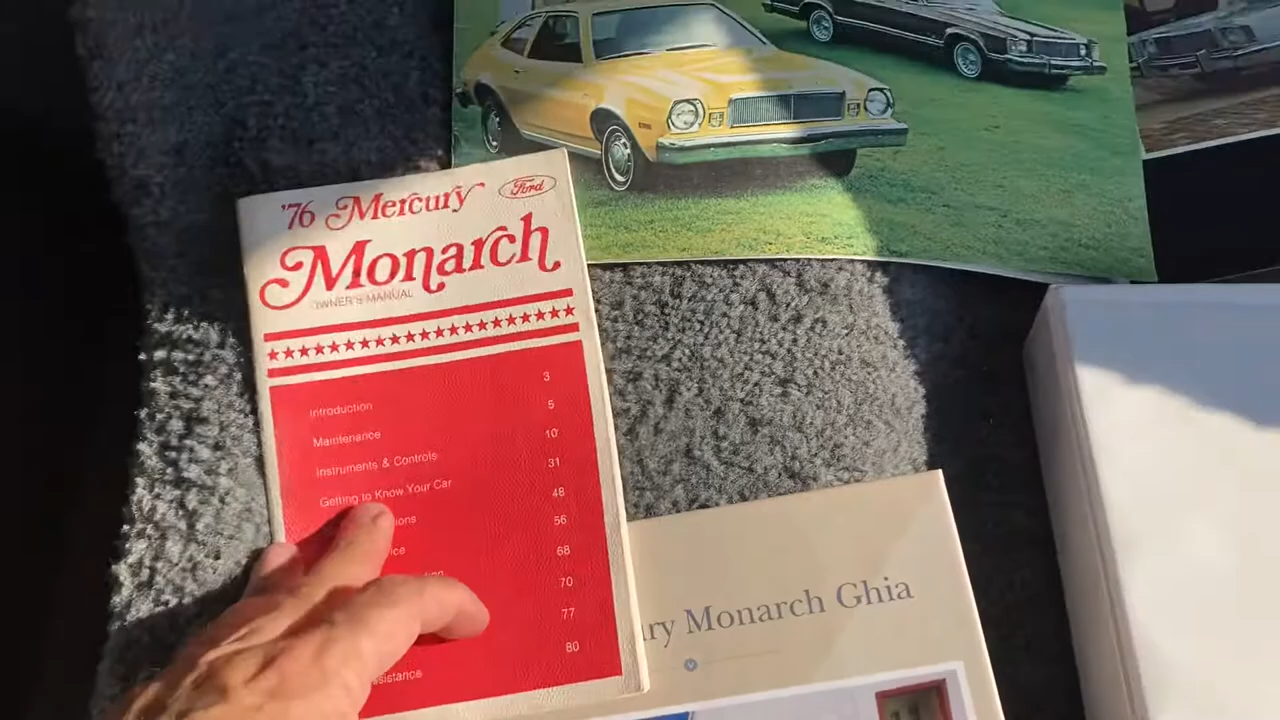 '76 Mercury
Ford
Monarch
OWNER'S MANUAL
3
Introduction 5
Maintenance 10
Instruments & Controls 31
Getting to Know Your Car 48
56
68
70
77
80
Monarch Ghia